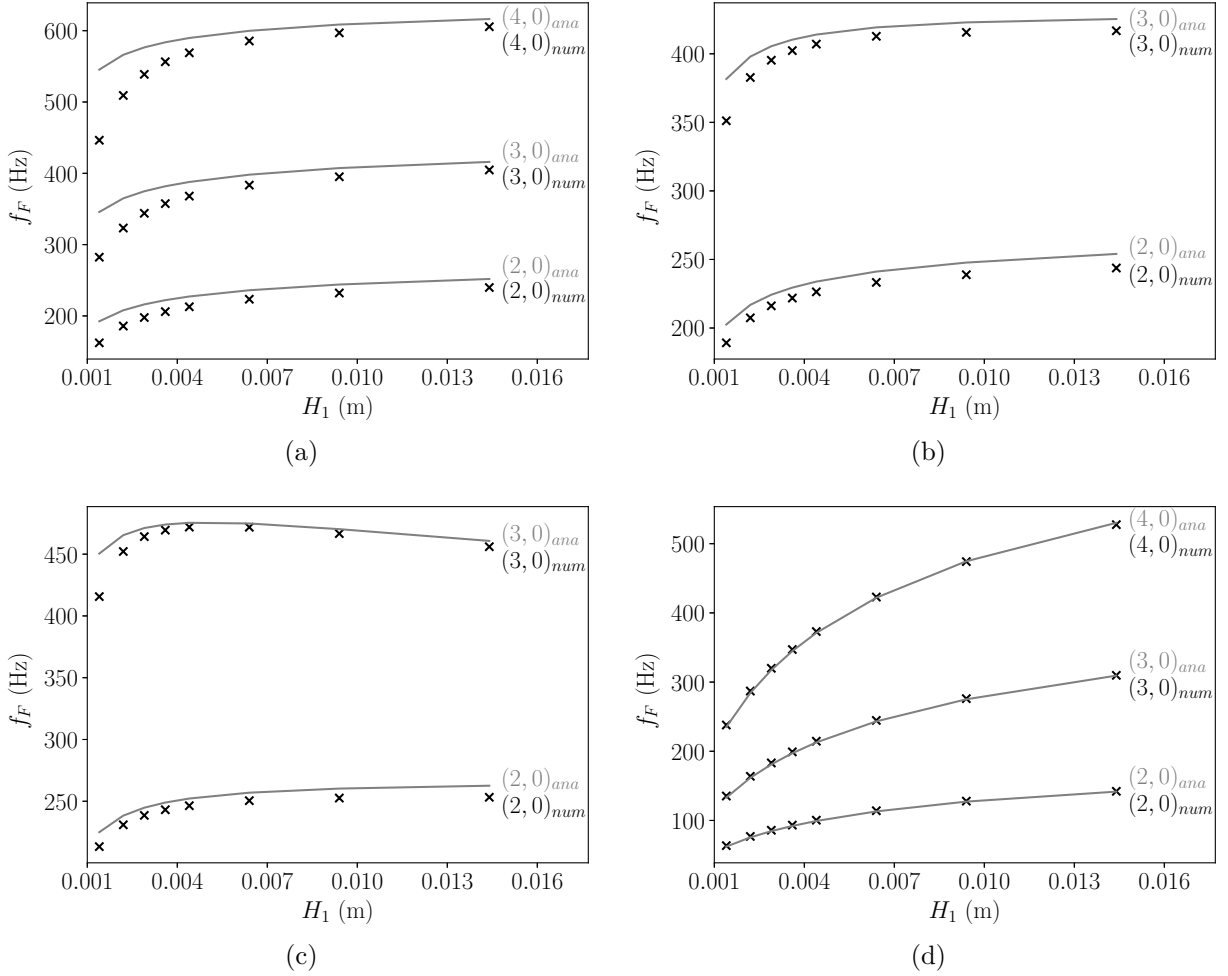 600
500
400
300
200
f_F (Hz)
(4, 0)_ana
(4, 0)_num
(3, 0)_ana
(3, 0)_num
(2, 0)_ana
(2, 0)_num
0.001 0.004 0.007 0.010 0.013 0.016
H_1 (m)
(a)
400
350
300
250
200
f_F (Hz)
(3, 0)_ana
(3, 0)_num
(2, 0)_ana
(2, 0)_num
0.001 0.004 0.007 0.010 0.013 0.016
H_1 (m)
(b)
450
400
450
300
250
f_F (Hz)
(3, 0)_ana
(3, 0)_num
(2, 0)_ana
(2, 0)_num
0.001 0.004 0.007 0.010 0.013 0.016
H_1 (m)
(c)
500
400
300
200
100
f_F (Hz)
(4, 0)_ana
(4, 0)_num
(3, 0)_ana
(3, 0)_num
(2, 0)_ana
(2, 0)_num
0.001 0.004 0.007 0.010 0.013 0.016
H_1 (m)
(d)